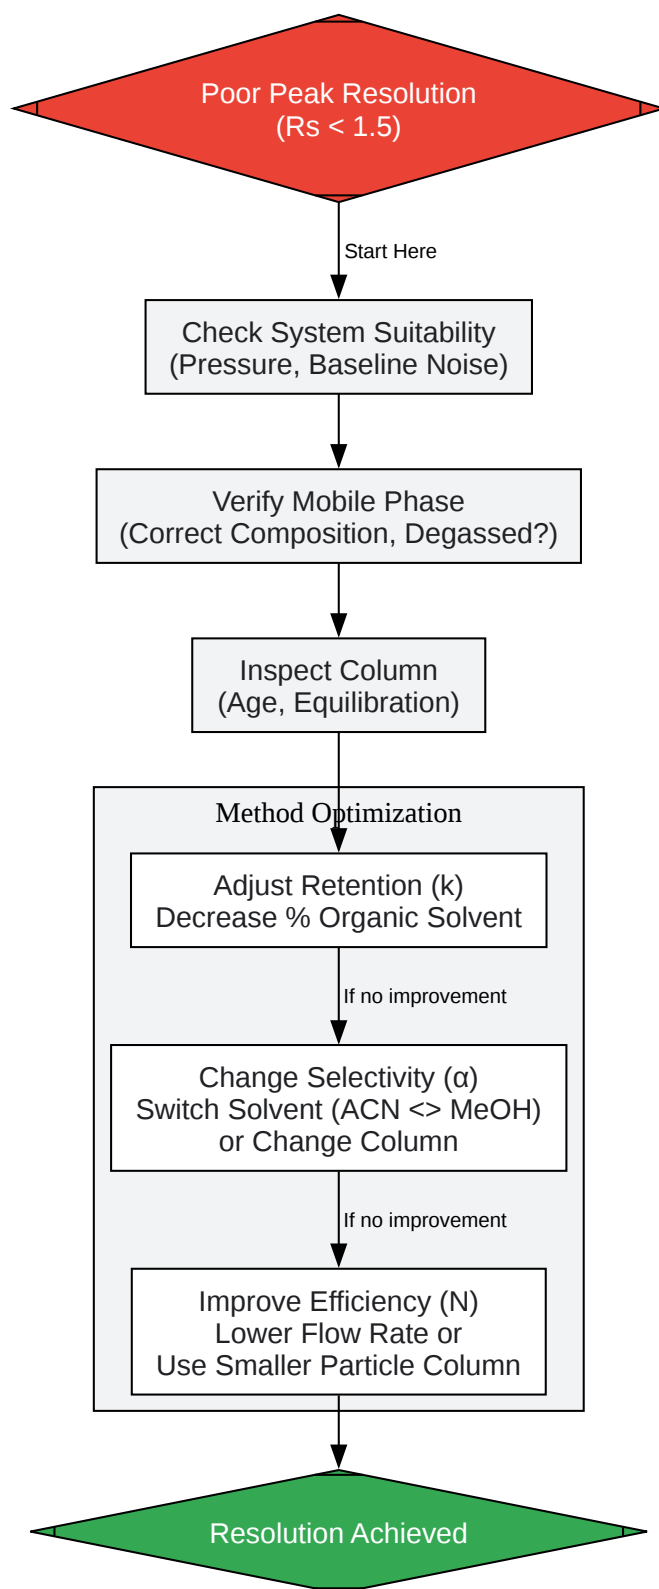 Poor Peak Resolution
(Rs < 1.5)
Start Here
Check System Suitability
(Pressure, Baseline Noise)
Verify Mobile Phase
(Correct Composition, Degassed?)
Inspect Column
(Age, Equilibration)
Method Optimization
Adjust Retention (k)
Decrease % Organic Solvent
If no improvement
Change Selectivity (α)
Switch Solvent (ACN <> MeOH)
or Change Column
If no improvement
Improve Efficiency (N)
Lower Flow Rate or
Use Smaller Particle Column
Resolution Achieved